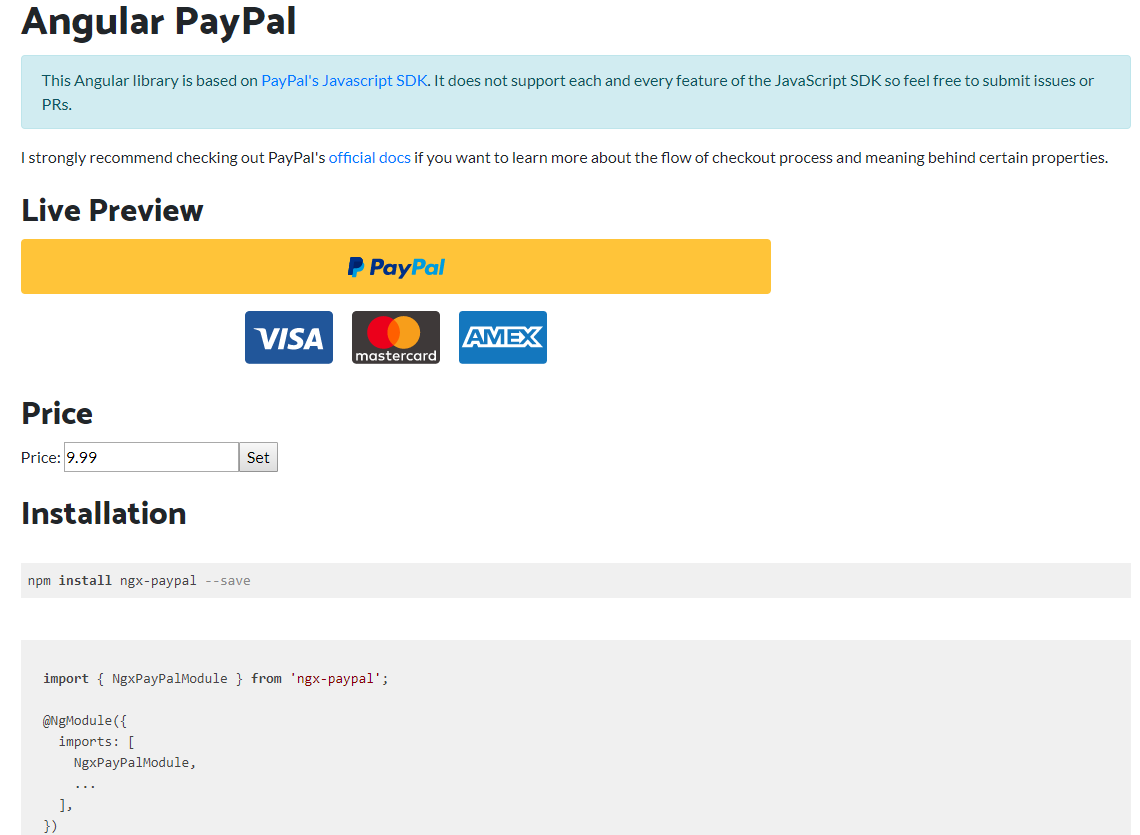 Angular PayPal
This Angular library is based on PayPal's Javascript SDK. It does not support each and every feature of the JavaScript SDK so feel free to submit issues or
PRs.
I strongly recommend checking out PayPal's official docs if you want to learn more about the flow of checkout process and meaning behind certain properties.
Live Preview
PayPal
VISA mastercard AMEX
Price
Price: 9.99 Set
Installation
npm install ngx-paypal --save
import { NgxPayPalModule } from 'ngx-paypal';
@NgModule({
imports: [
NgxPayPalModule,
...
],
})